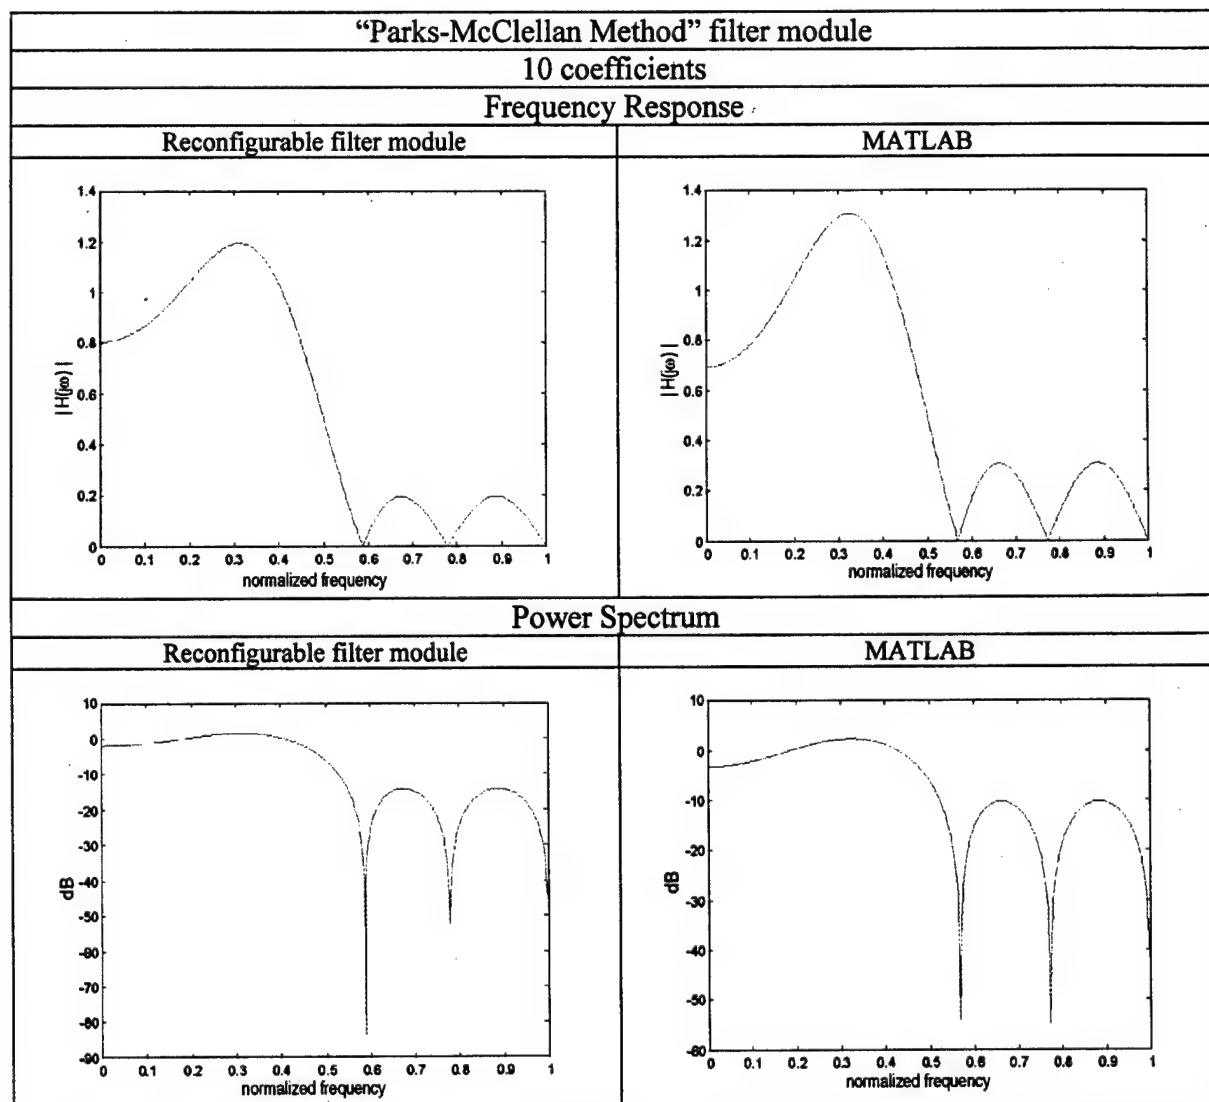 “Parks-McClellan Method” filter module
10 coefficients
Frequency Response
Reconfigurable filter module
MATLAB
1.4
1.2
1
0.8
0.6
0.4
0.2
0
|H(jω)|
0 0.1 0.2 0.3 0.4 0.5 0.6 0.7 0.8 0.9 1
normalized frequency
1.4
1.2
1
0.8
0.6
0.4
0.2
0
|H(jω)|
0 0.1 0.2 0.3 0.4 0.5 0.6 0.7 0.8 0.9 1
normalized frequency
Power Spectrum
Reconfigurable filter module
MATLAB
10
0
-10
-20
-30
-40
-50
-60
-70
-80
-90
dB
0 0.1 0.2 0.3 0.4 0.5 0.6 0.7 0.8 0.9 1
normalized frequency
10
0
-10
-20
-30
-40
-50
-60
dB
0 0.1 0.2 0.3 0.4 0.5 0.6 0.7 0.8 0.9 1
normalized frequency